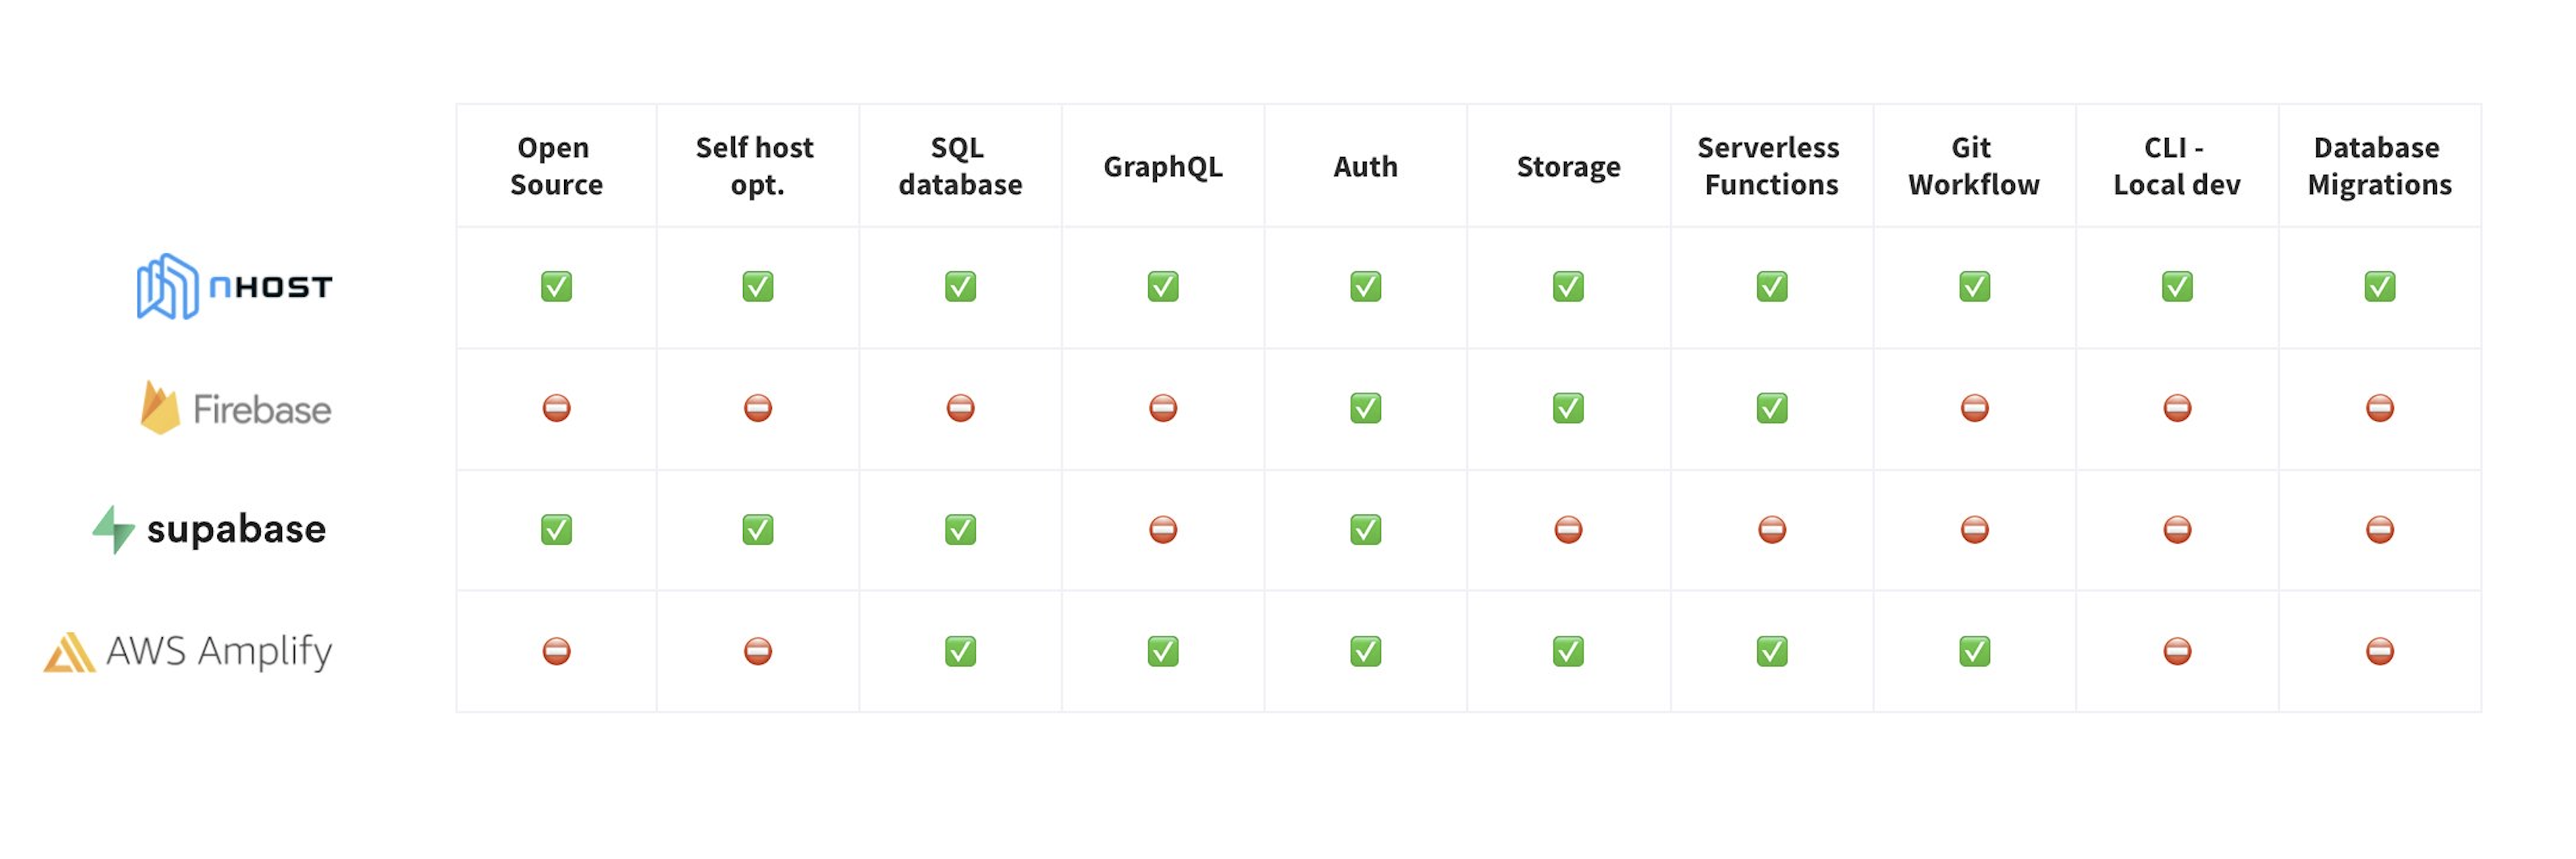 Open
Source
Self host
opt.
SQL
database
GraphQL
Auth
Storage
Serverless
Functions
Git
Workflow
CLI -
Local dev
Database
Migrations
nHOST
Firebase
supabase
AWS Amplify